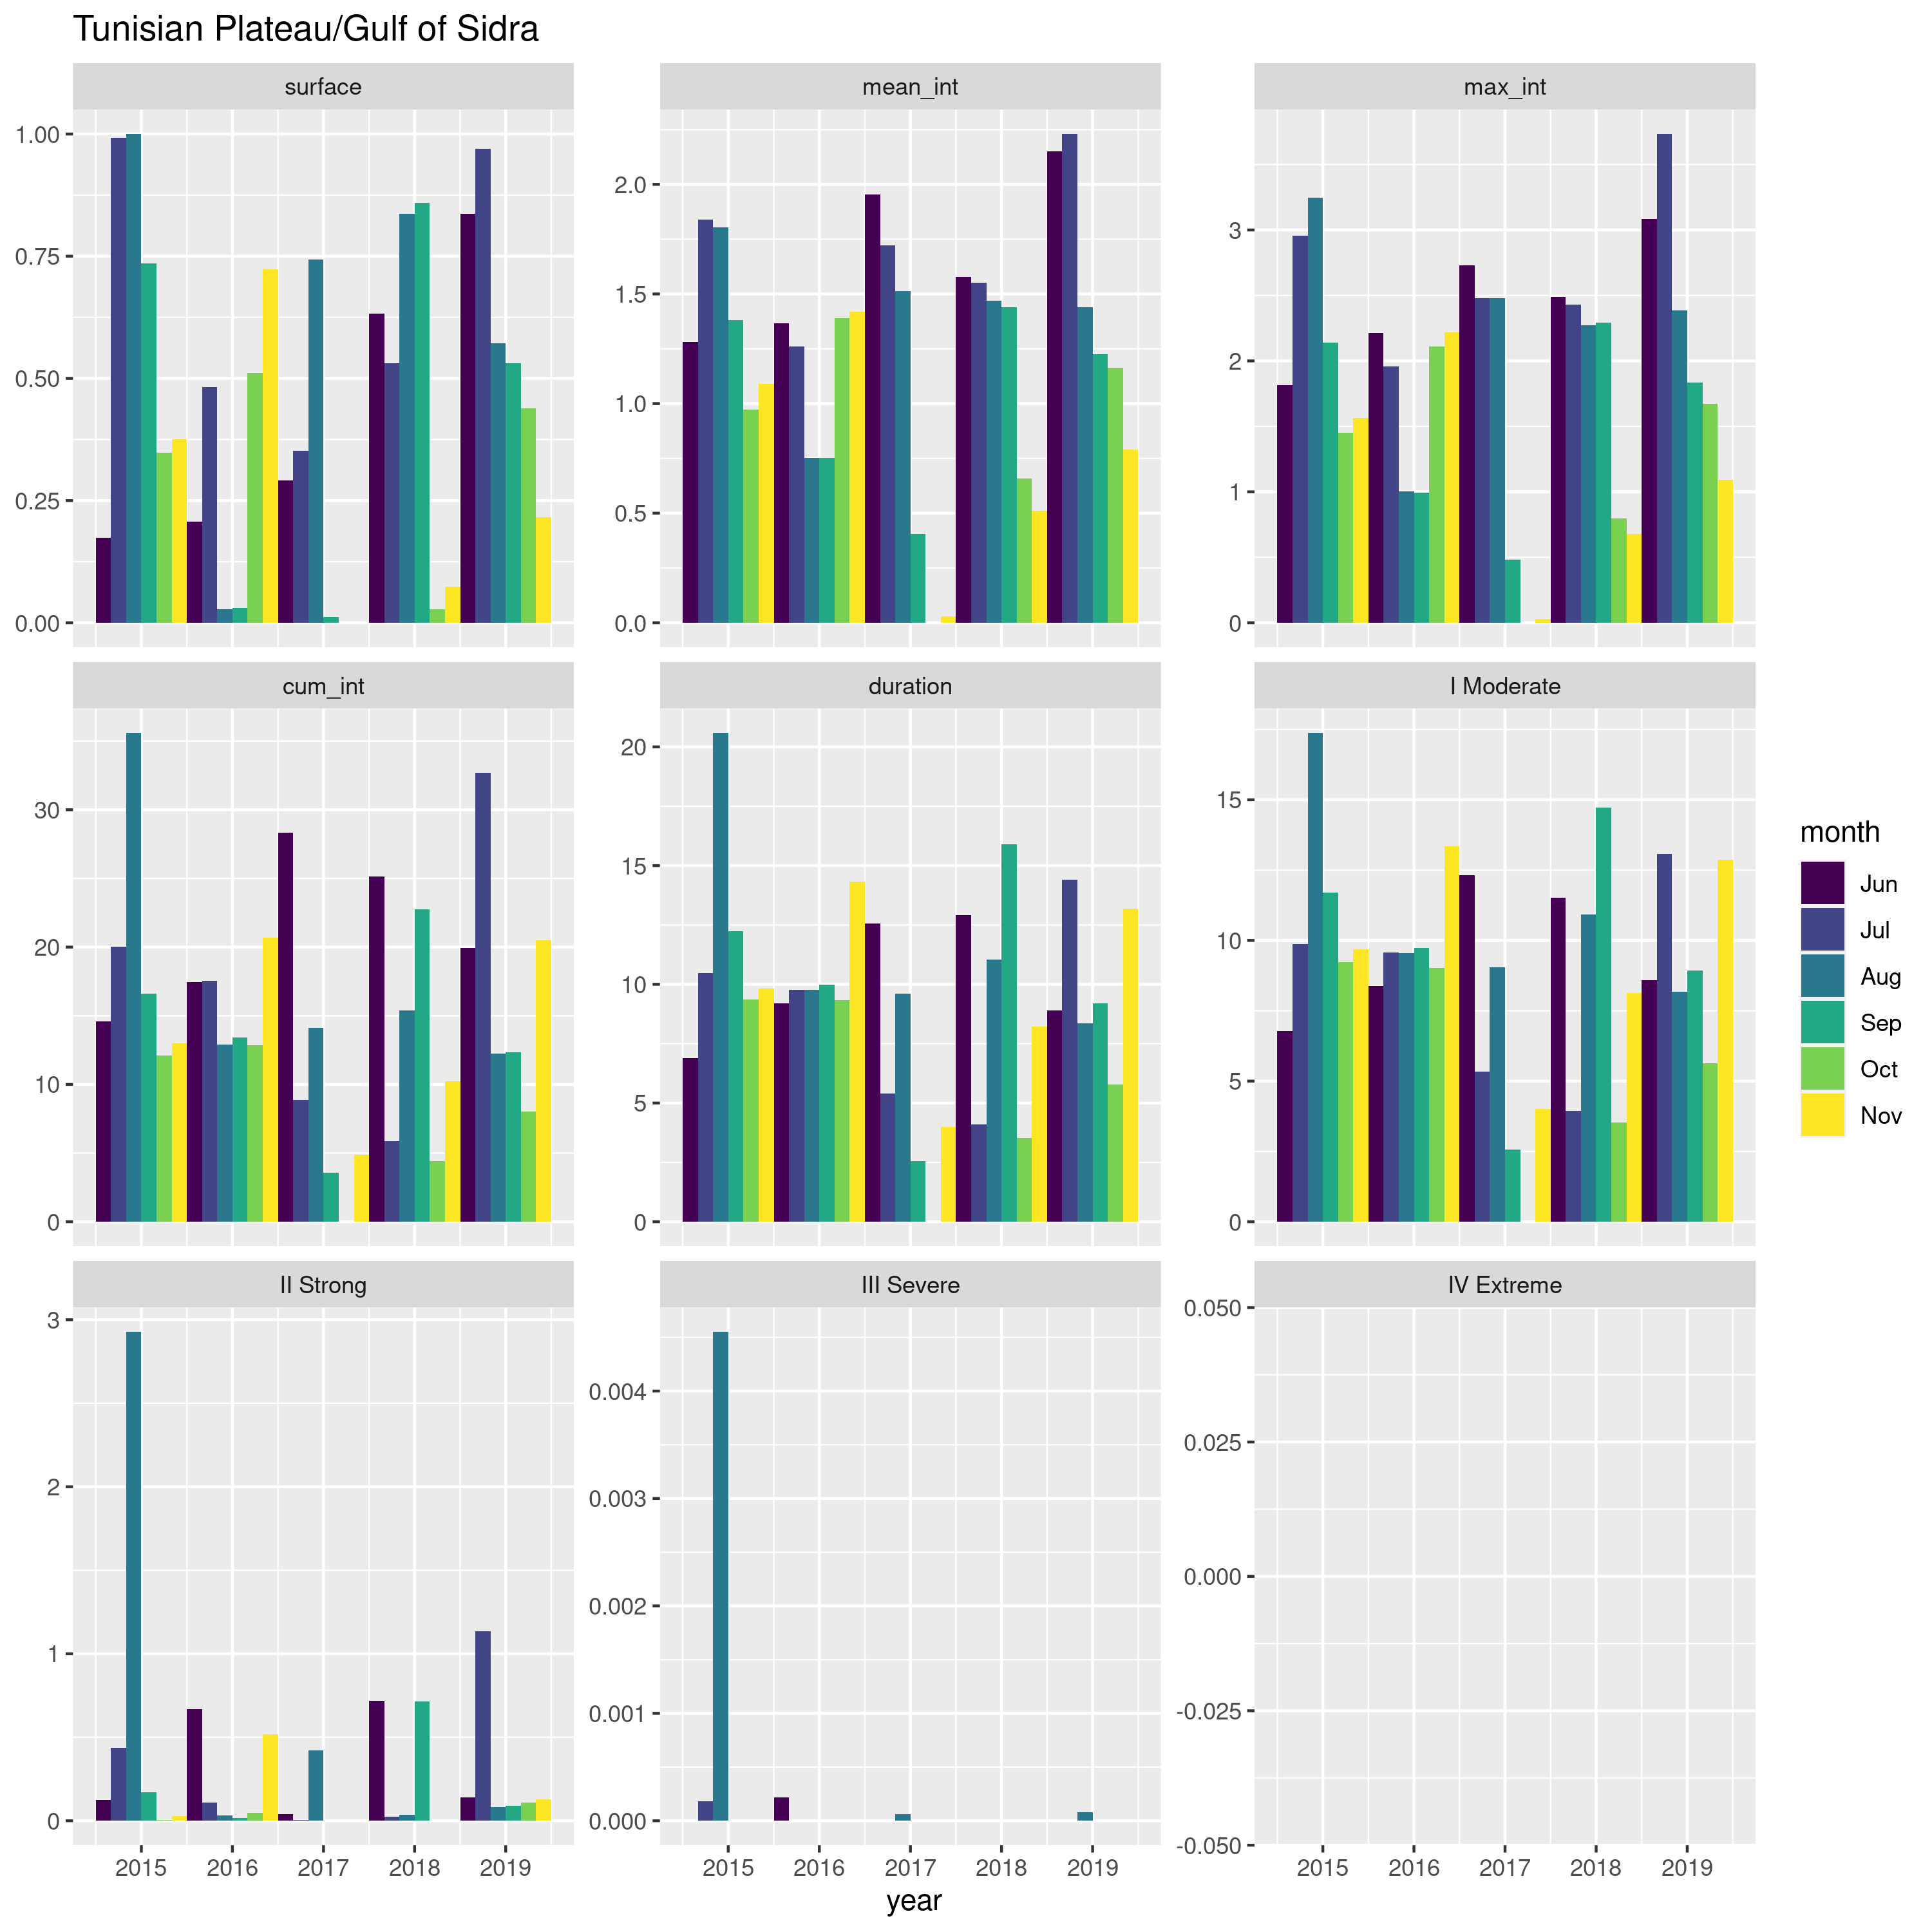 Tunisian Plateau/Gulf of Sidra
surface
mean_int
max_int
1.00
0.75
0.50
0.25
0.00
2.0
1.5
1.0
0.5
0.0
3
2
1
0
cum_int
duration
I Moderate
30
20
10
0
20
15
10
5
0
15
10
5
0
II Strong
III Severe
IV Extreme
3
2
1
0
0.004
0.003
0.002
0.001
0.000
0.050
0.025
0.000
-0.025
-0.050
2015 2016 2017 2018 2019
2015 2016 2017 2018 2019
2015 2016 2017 2018 2019
year
month
Jun
Jul
Aug
Sep
Oct
Nov